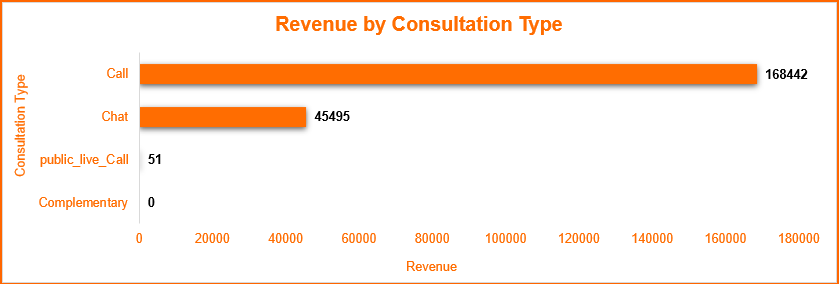 Revenue by Consultation Type
Consultation Type
Call
168442
Chat
45495
public_live_Call
51
Complementary
0
0 20000 40000 60000 80000 100000 120000 140000 160000 180000
Revenue